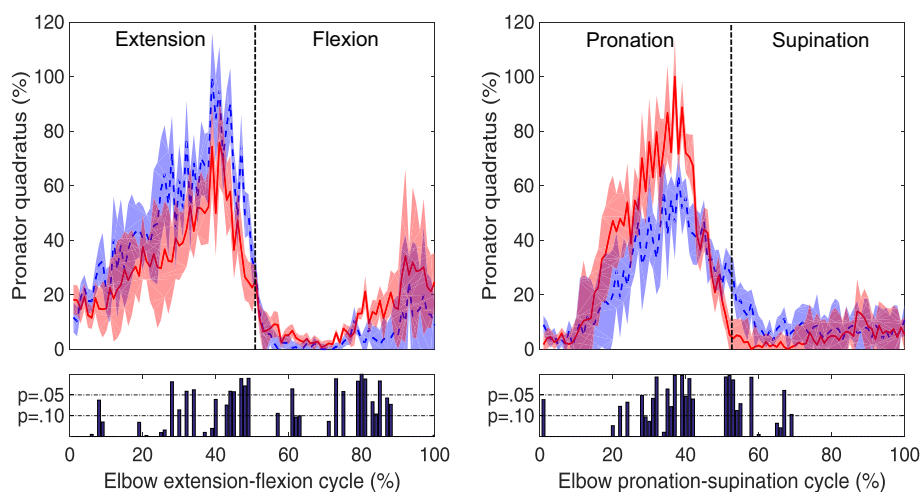 Extension Flexion
Pronator quadratus (%)
120
100
80
60
40
20
0
p=.05
p=.10
0 20 40 60 80 100
Elbow extension-flexion cycle (%)
Pronation Supination
Pronator quadratus (%)
120
100
80
60
40
20
0
p=.05
p=.10
0 20 40 60 80 100
Elbow pronation-supination cycle (%)